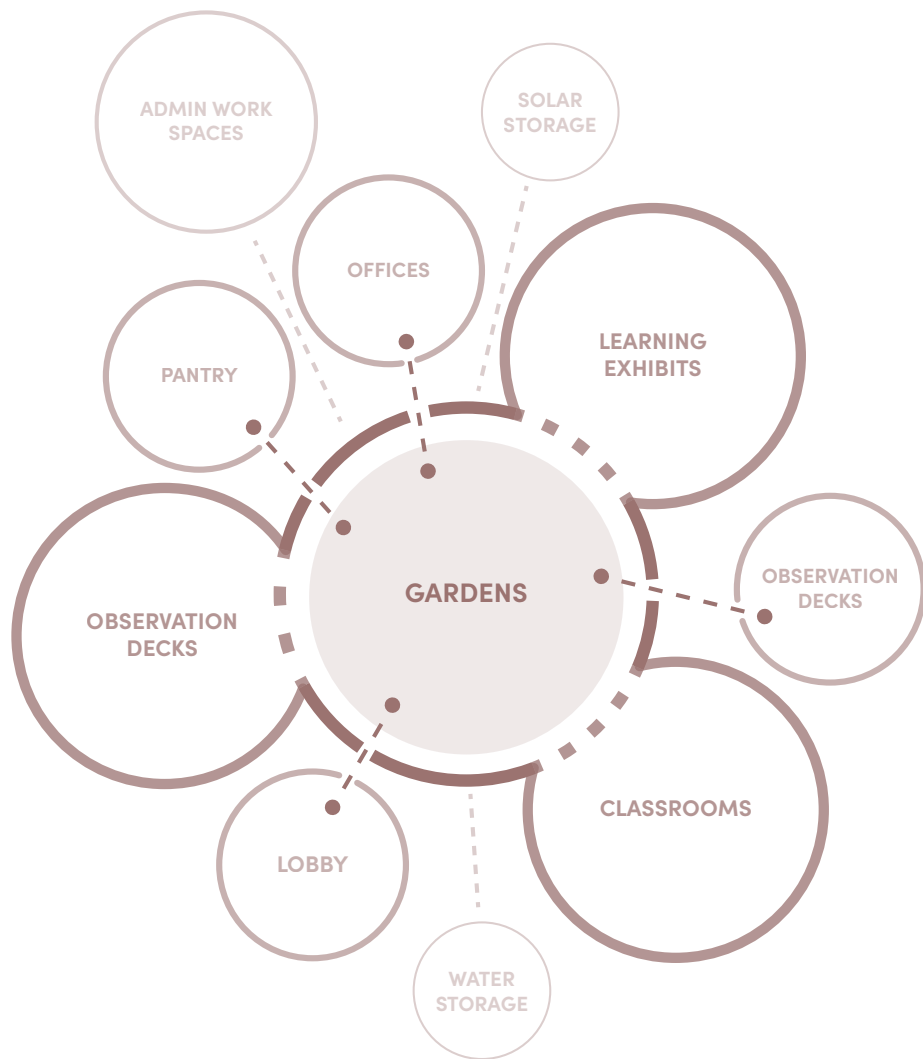 ADMIN WORK
SPACES
SOLAR
STORAGE
OFFICES
LEARNING
EXHIBITS
PANTRY
OBSERVATION
DECKS
GARDENS
OBSERVATION
DECKS
CLASSROOMS
LOBBY
WATER
STORAGE